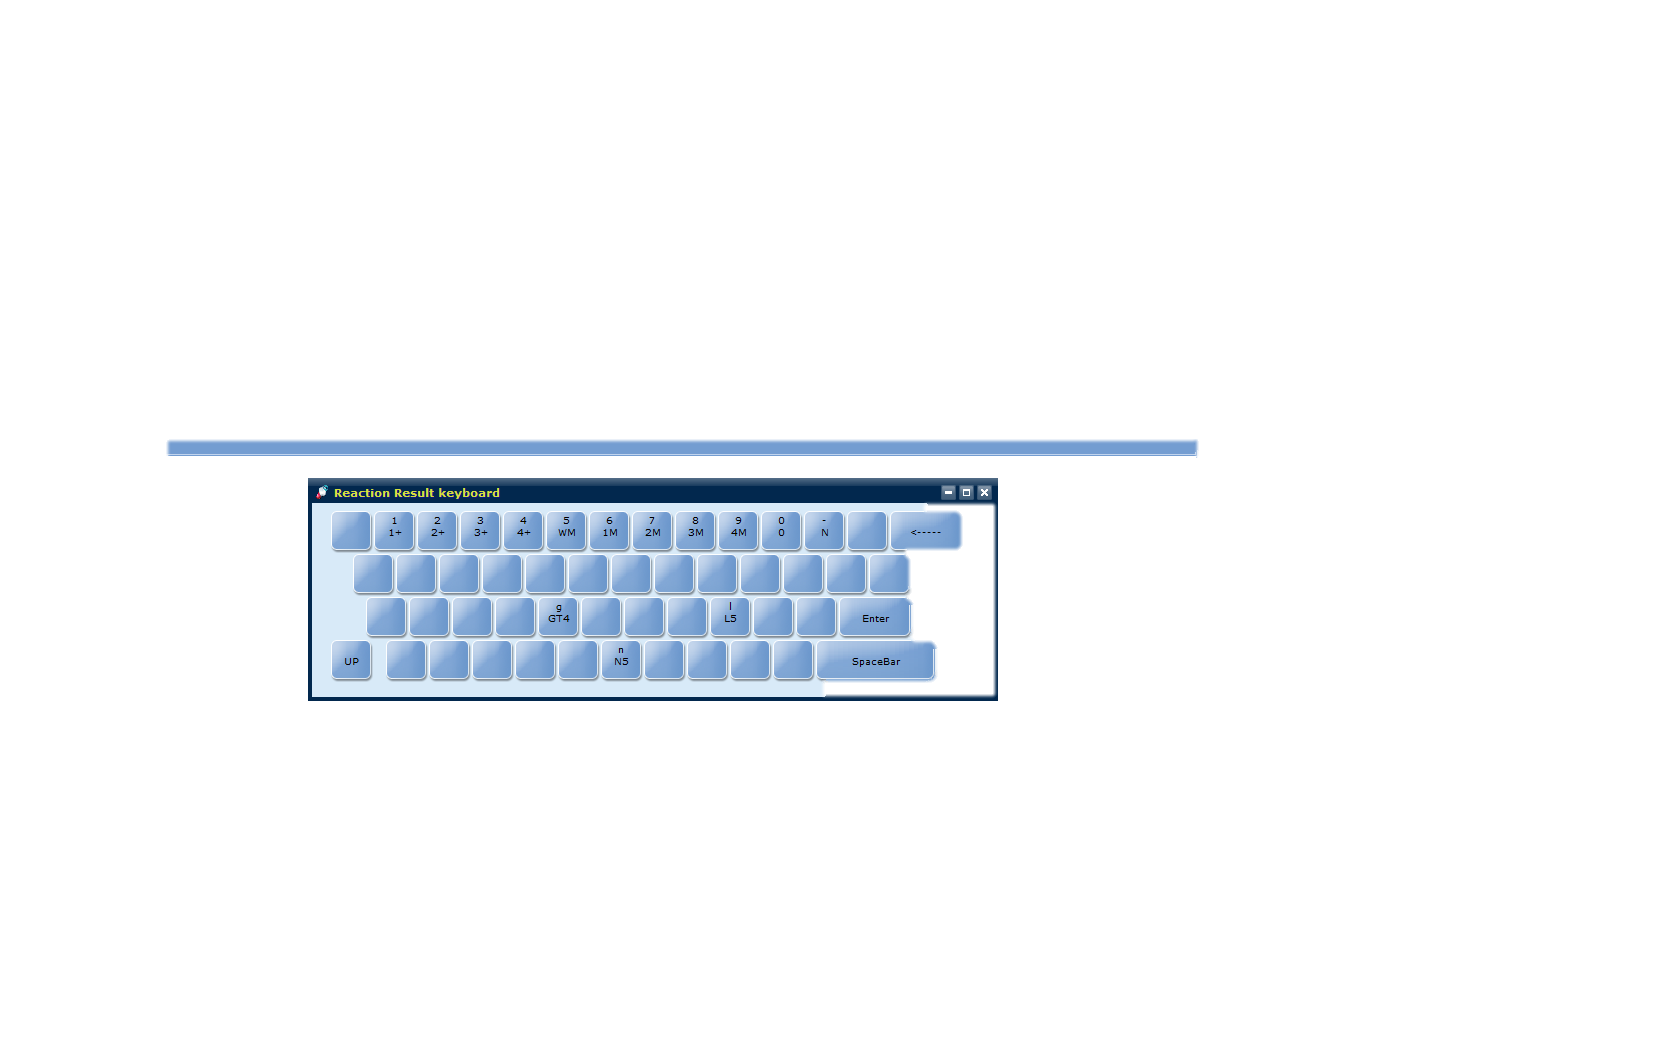 Reaction Result keyboard
1 2 3 4 5 6 7 8 9 0 -
1+ 2+ 3+ 4+ WM 1M 2M 3M 4M 0 N <-----
g l
GT4 L5 Enter
n
UP N5 SpaceBar